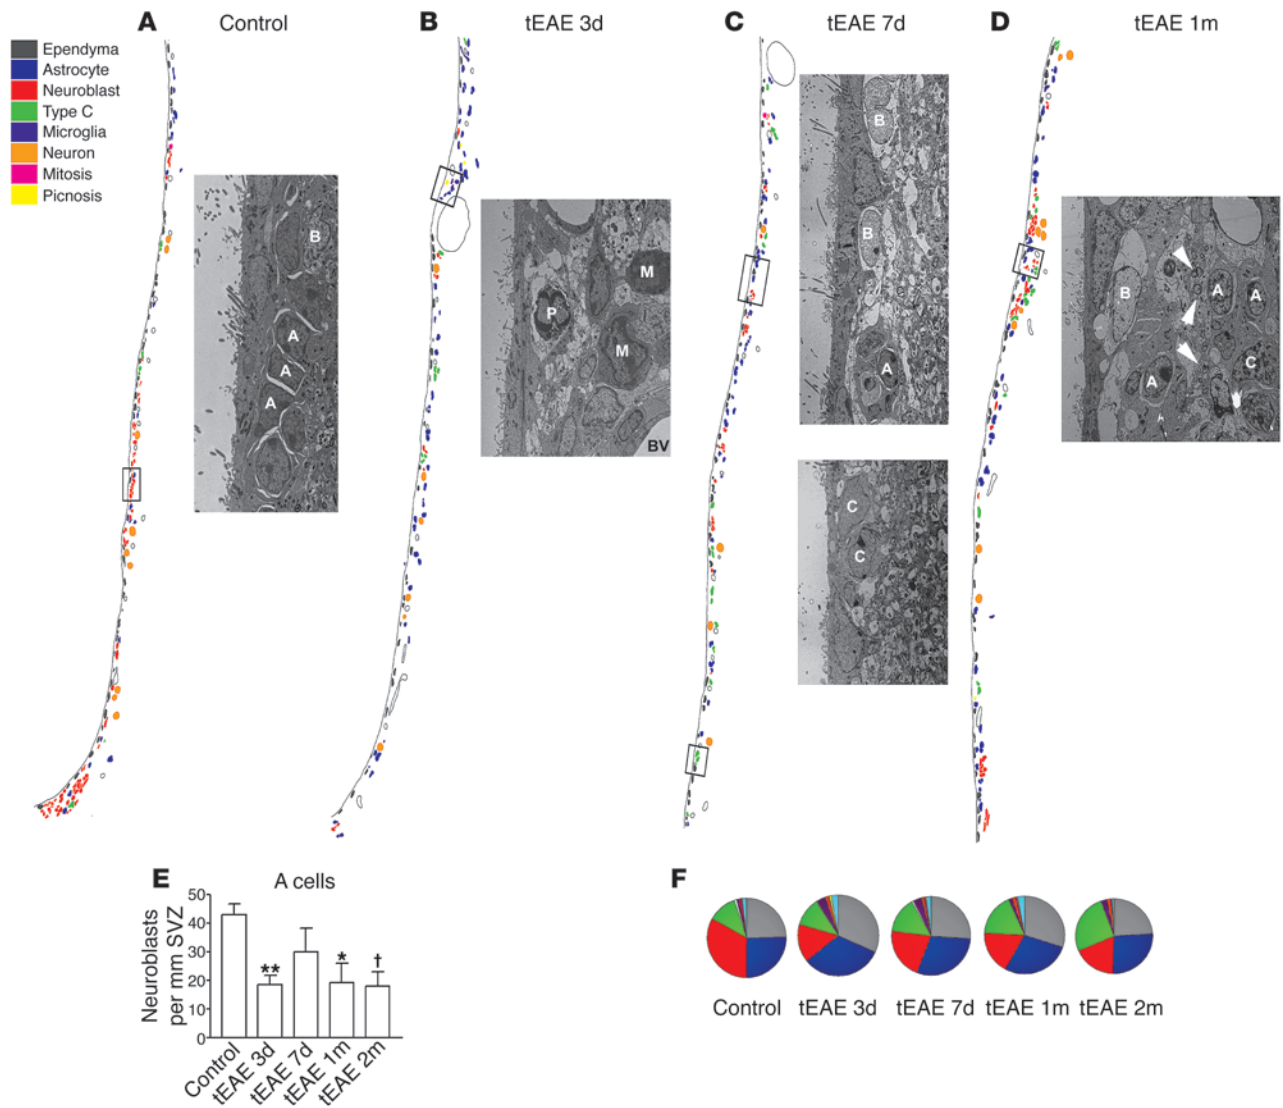 A Control
B tEAE 3d
C tEAE 7d
D tEAE 1m
Ependyma
Astrocyte
Neuroblast
Type C
Microglia
Neuron
Mitosis
Picnosis
B
A
A
A
M
P
M
BV
B
B
A
C
C
B
A
A
C
A
E
A cells
Neuroblasts
per mm SVZ
50
40
30
20
10
0
**
*
†
Control
tEAE 3d
tEAE 7d
tEAE 1m
tEAE 2m
F
Control tEAE 3d tEAE 7d tEAE 1m tEAE 2m